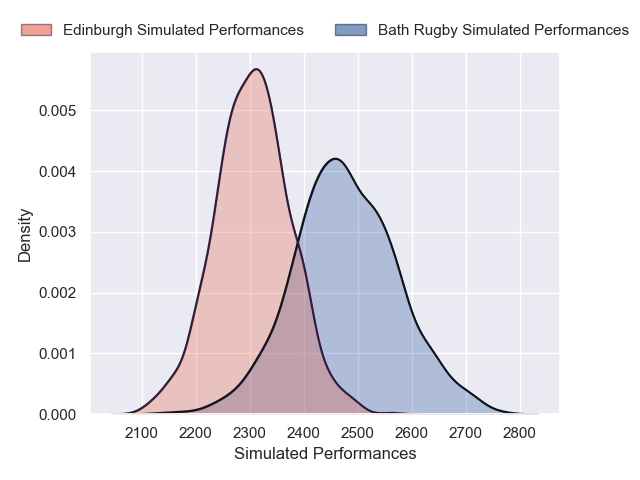 Edinburgh Simulated Performances Bath Rugby Simulated Performances
0.005
0.004
0.003
0.002
0.001
0.000
Density
2100 2200 2300 2400 2500 2600 2700 2800
Simulated Performances